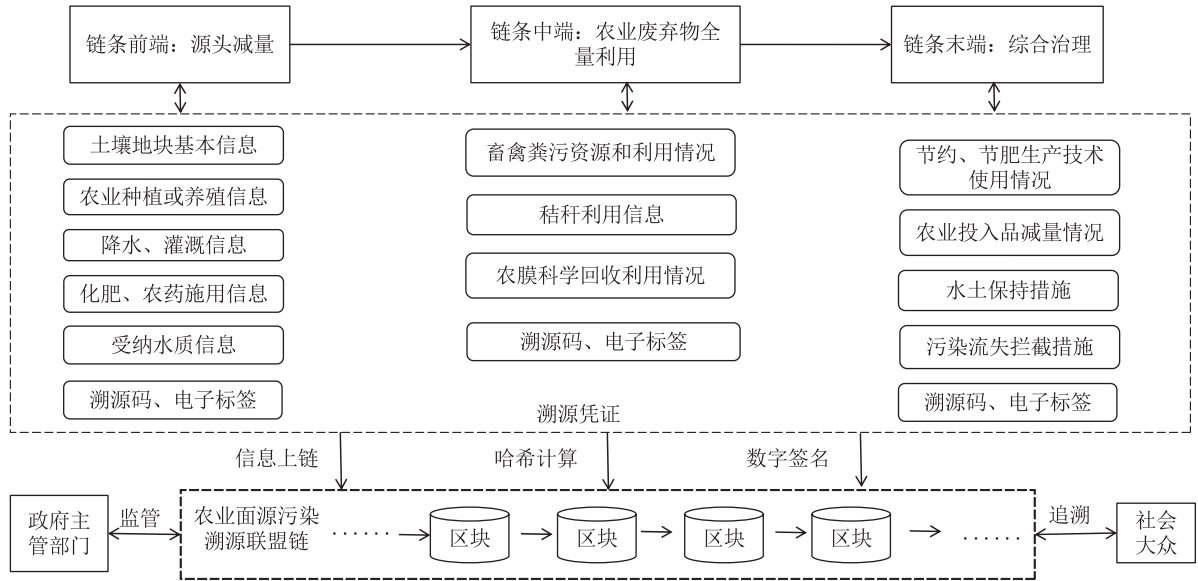 链条前端：源头减量
链条中端：农业废弃物全
量利用
链条末端：综合治理
土壤地块基本信息
农业种植或养殖信息
降水、灌溉信息
化肥、农药施用信息
受纳水质信息
溯源码、电子标签
畜禽粪污资源和利用情况
秸秆利用信息
农膜科学回收利用情况
溯源码、电子标签
节约、节肥生产技术
使用情况
农业投入品减量情况
水土保持措施
污染流失拦截措施
溯源码、电子标签
溯源凭证
信息上链
哈希计算
数字签名
政府主
管部门
监管
农业面源污染
溯源联盟链
······
区块
区块
区块
区块
······
追溯
社会
大众